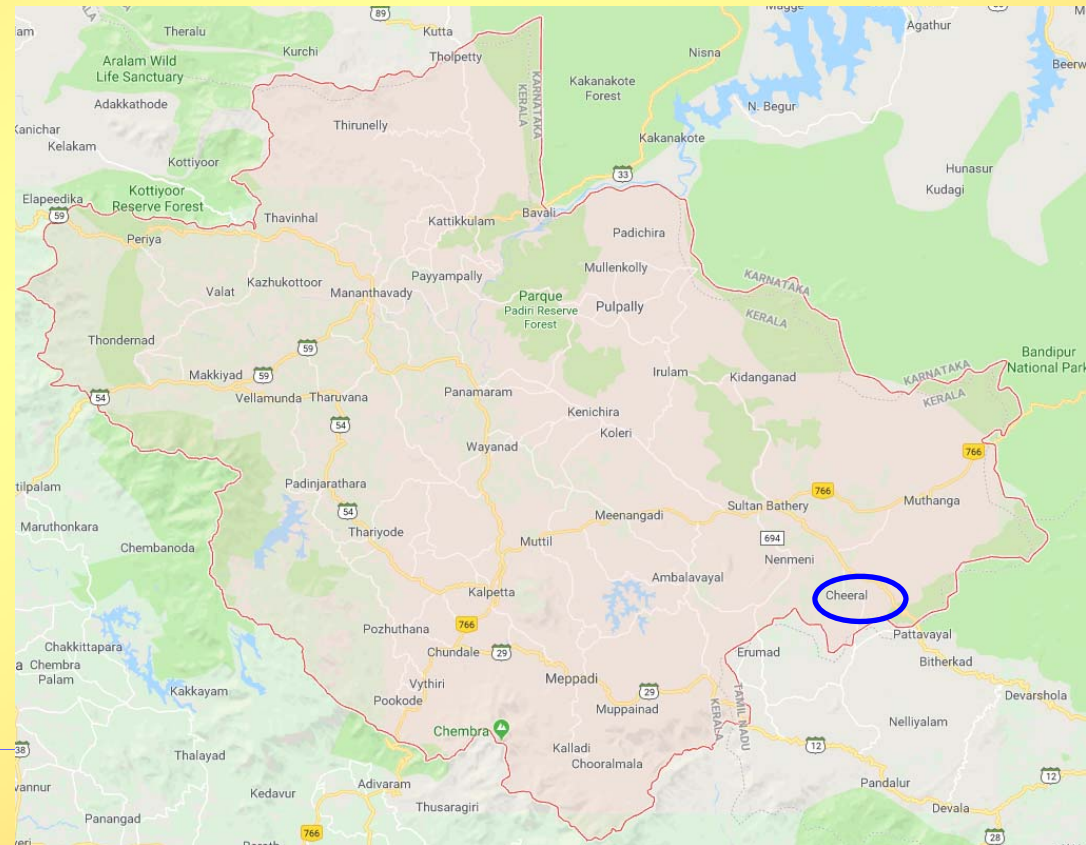 89
Magge
Agathur
M
am
Theralu
Kurchi
Kutta
Tholpetty
Nisna
Beerw
Aralam Wild
Life Sanctuary
Kakanakote
Forest
KARNATAKA
KERALA
N. Begur
Adakkathode
Kanichar
Thirunelly
Kelakam
Kakanakote
Kottiyoor
33
Hunasur
Kudagi
Kottiyoor
Reserve Forest
Elapeedika
59
Thavinhal
Kattikkulam
Bavali
Periya
Padichira
Mullenkolly
Payyampally
KARNATAKA
Kazhukottoor
Valat
Mananthavady
Parque
Padiri Reserve
Forest
Pulpally
KERALA
Thondernad
59
Bandipur
National Park
Makkiyad
59
Irulam
Kidanganad
KARNATAKA
KERALA
54
Vellamunda
Tharuvana
Panamaram
54
Kenichira
Koleri
Wayanad
766
tilpalam
Padinjarathara
766
Muthanga
54
Sultan Bathery
Meenangadi
Maruthonkara
Thariyode
694
Chembanoda
Muttil
Nenmeni
Ambalavayal
Kalpetta
Cheeral
Pozhuthana
766
Pattavayal
Chakkittapara
Chundale
29
Erumad
Bitherkad
a
Chembra
Palam
Meppadi
Vythiri
29
Kakkayam
Pookode
Muppainad
TAMIL NADU
KERALA
Devarshola
Nelliyalam
Chembra
38
Kalladi
12
Thalayad
Chooralmala
12
Adivaram
Pandalur
vannur
Kedavur
Thusaragiri
Devala
Panangad
766
28
veri